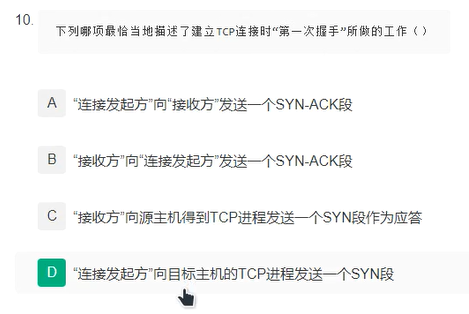 10.
下列哪项最恰当地描述了建立TCP连接时“第一次握手”所做的工作（）
A “连接发起方”向“接收方”发送一个SYN-ACK段
B “接收方”向“连接发起方”发送一个SYN-ACK段
C “接收方”向源主机得到TCP进程发送一个SYN段作为应答
D “连接发起方”向目标主机的TCP进程发送一个SYN段